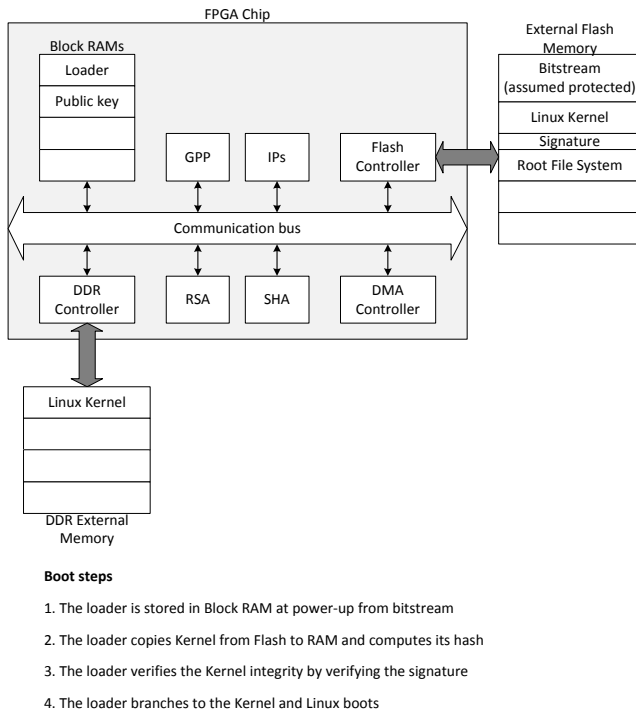 FPGA Chip
Block RAMs
Loader
Public key
GPP
IPs
Flash
Controller
External Flash
Memory
Bitstream
(assumed protected)
Linux Kernel
Signature
Root File System
Communication bus
DDR
Controller
RSA
SHA
DMA
Controller
Linux Kernel
DDR External
Memory
Boot steps
1. The loader is stored in Block RAM at power-up from bitstream
2. The loader copies Kernel from Flash to RAM and computes its hash
3. The loader verifies the Kernel integrity by verifying the signature
4. The loader branches to the Kernel and Linux boots